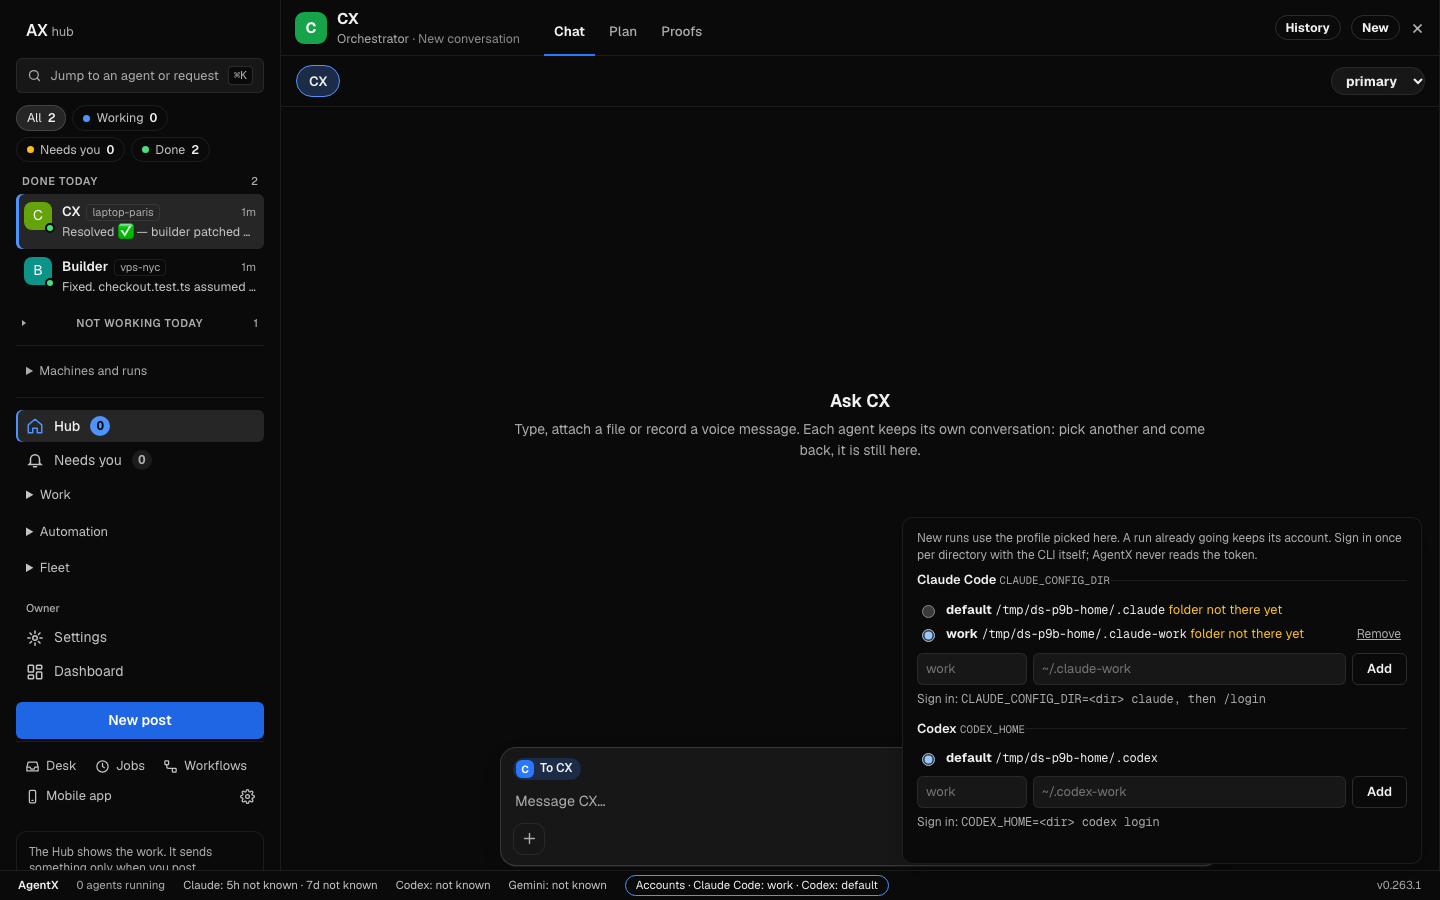 AX hub
Jump to an agent or request ⌘K
All 2
Working 0
Needs you 0
Done 2
DONE TODAY 2
C
CX laptop-paris 1m
Resolved ✅ — builder patched ...
B
Builder vps-nyc 1m
Fixed. checkout.test.ts assumed ...
NOT WORKING TODAY 1
Machines and runs
Hub 0
Needs you 0
Work
Automation
Fleet
Owner
Settings
Dashboard
New post
Desk Jobs Workflows
Mobile app
The Hub shows the work. It sends
something only when you post
C
CX
Orchestrator · New conversation
Chat Plan Proofs
History New ×
CX
primary
Ask CX
Type, attach a file or record a voice message. Each agent keeps its own conversation: pick another and come
back, it is still here.
C To CX
Message CX...
+
New runs use the profile picked here. A run already going keeps its account. Sign in once
per directory with the CLI itself; AgentX never reads the token.
Claude Code CLAUDE_CONFIG_DIR
default /tmp/ds-p9b-home/.claude folder not there yet
work /tmp/ds-p9b-home/.claude-work folder not there yet Remove
work ~/.claude-work Add
Sign in: CLAUDE_CONFIG_DIR=<dir> claude, then /login
Codex CODEX_HOME
default /tmp/ds-p9b-home/.codex
work ~/.codex-work Add
Sign in: CODEX_HOME=<dir> codex login
AgentX 0 agents running Claude: 5h not known · 7d not known Codex: not known Gemini: not known Accounts · Claude Code: work · Codex: default v0.263.1